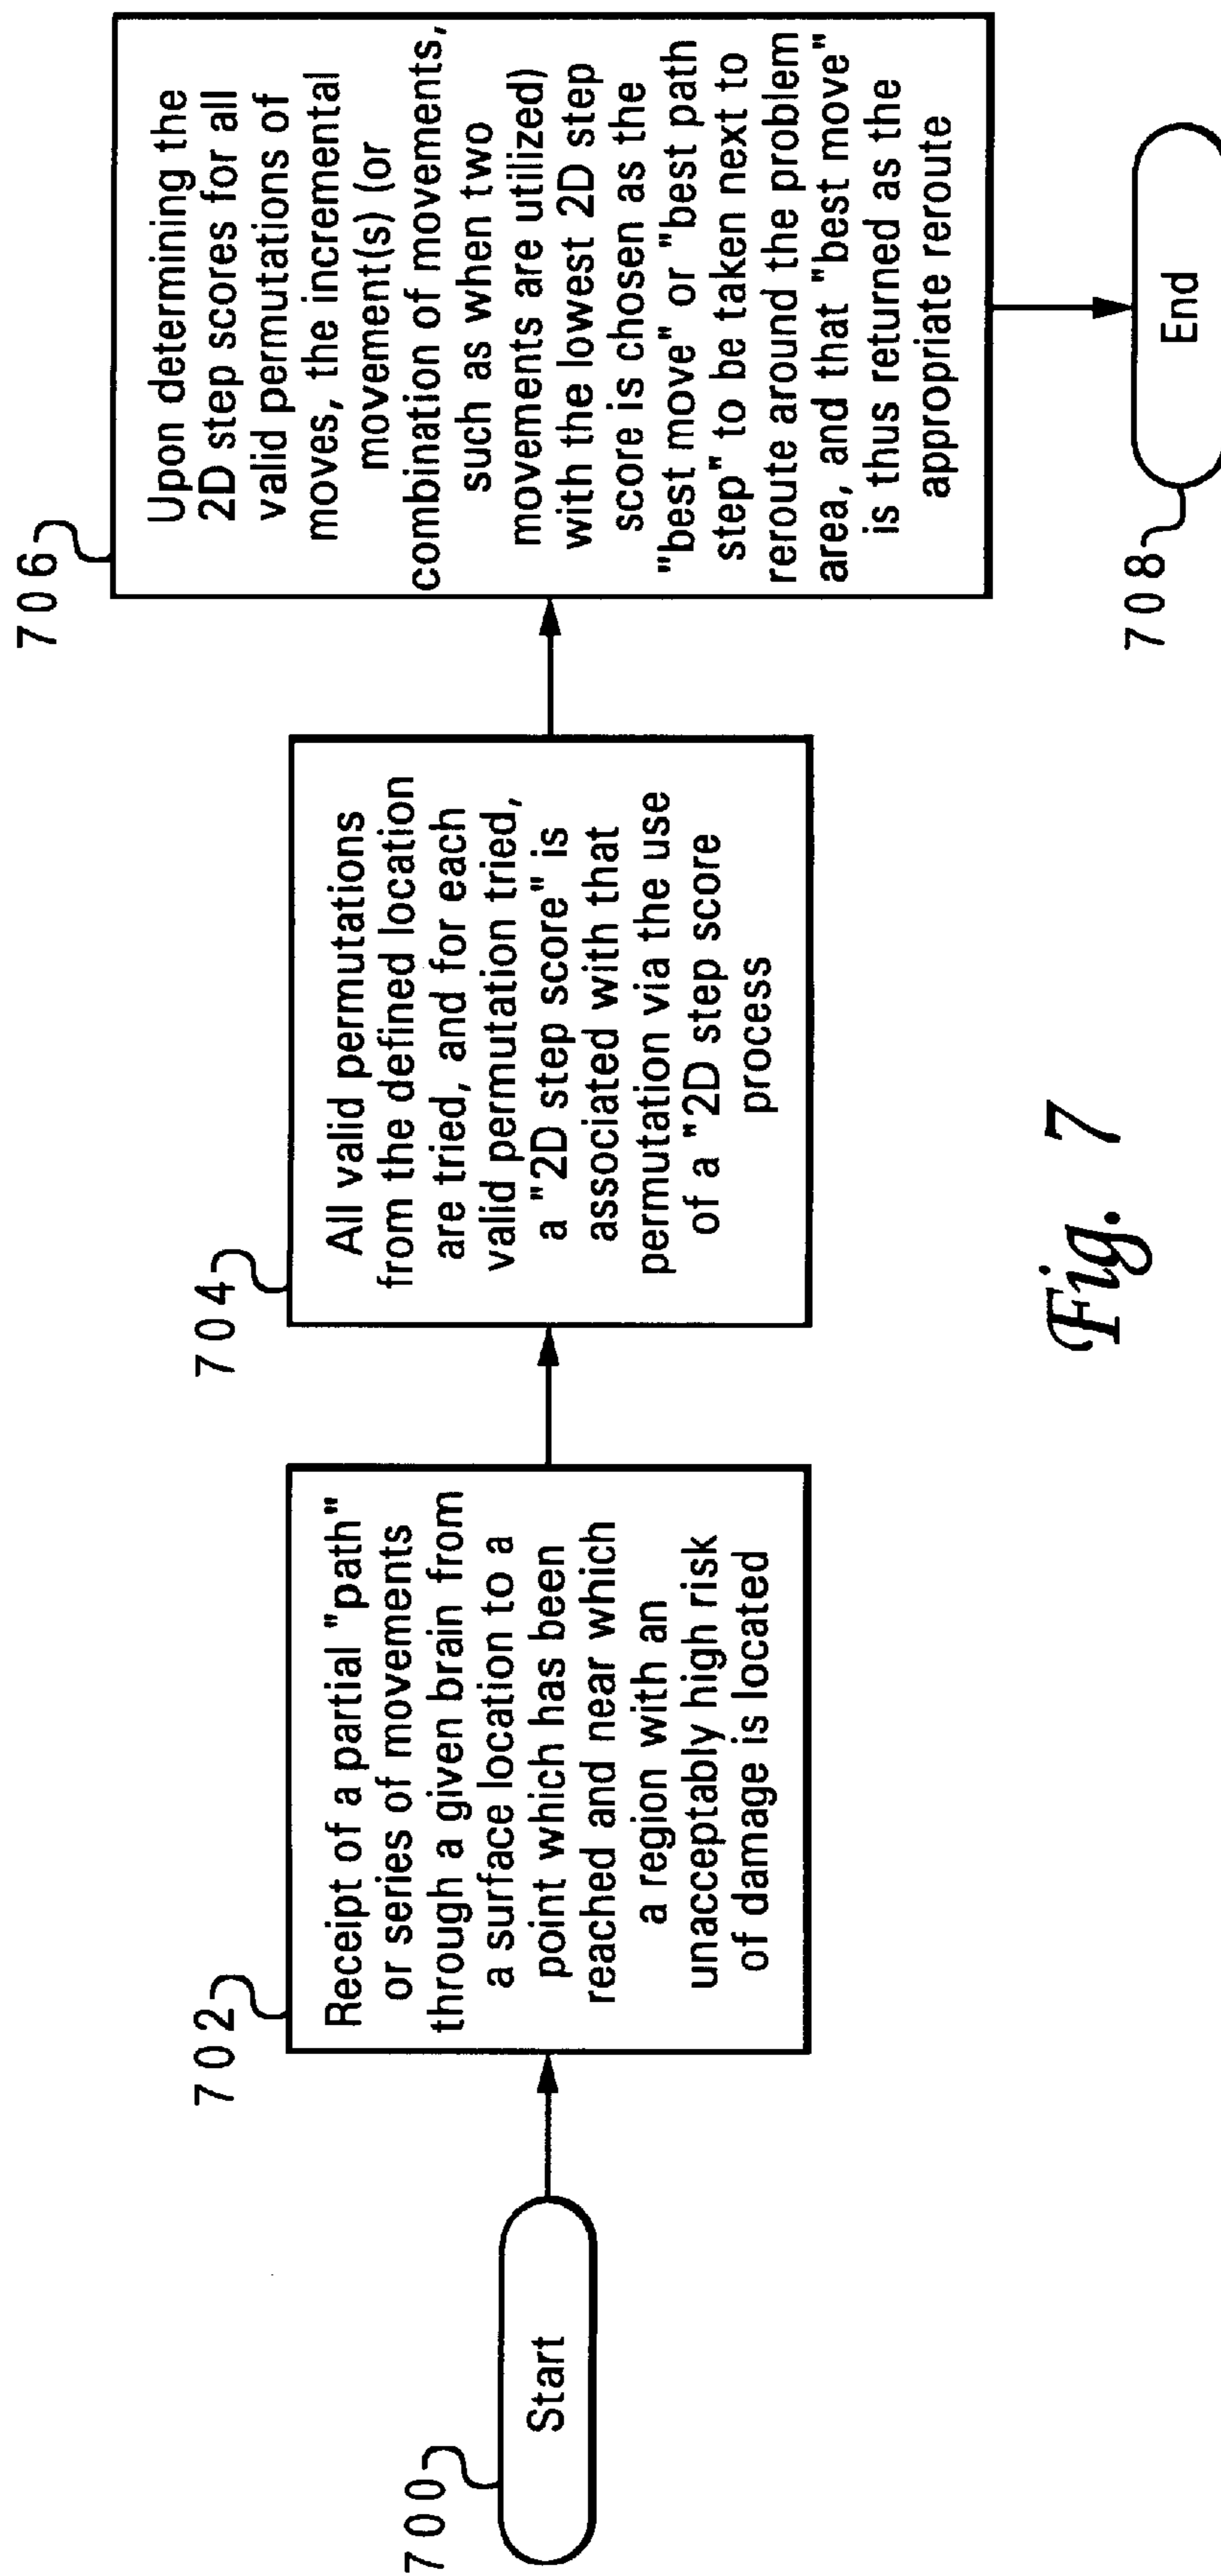 700
Start
702
Receipt of a partial "path"
or series of movements
through a given brain from
a surface location to a
point which has been
reached and near which
a region with an
unacceptably high risk
of damage is located
704
All valid permutations
from the defined location
are tried, and for each
valid permutation tried,
a "2D step score" is
associated with that
permutation via the use
of a "2D step score
process
706
Upon determining the
2D step scores for all
valid permutations of
moves, the incremental
movement(s) (or
combination of movements,
such as when two
movements are utilized)
with the lowest 2D step
score is chosen as the
"best move" or "best path
step" to be taken next to
reroute around the problem
area, and that "best move"
is thus returned as the
appropriate reroute
708
End
Fig. 7